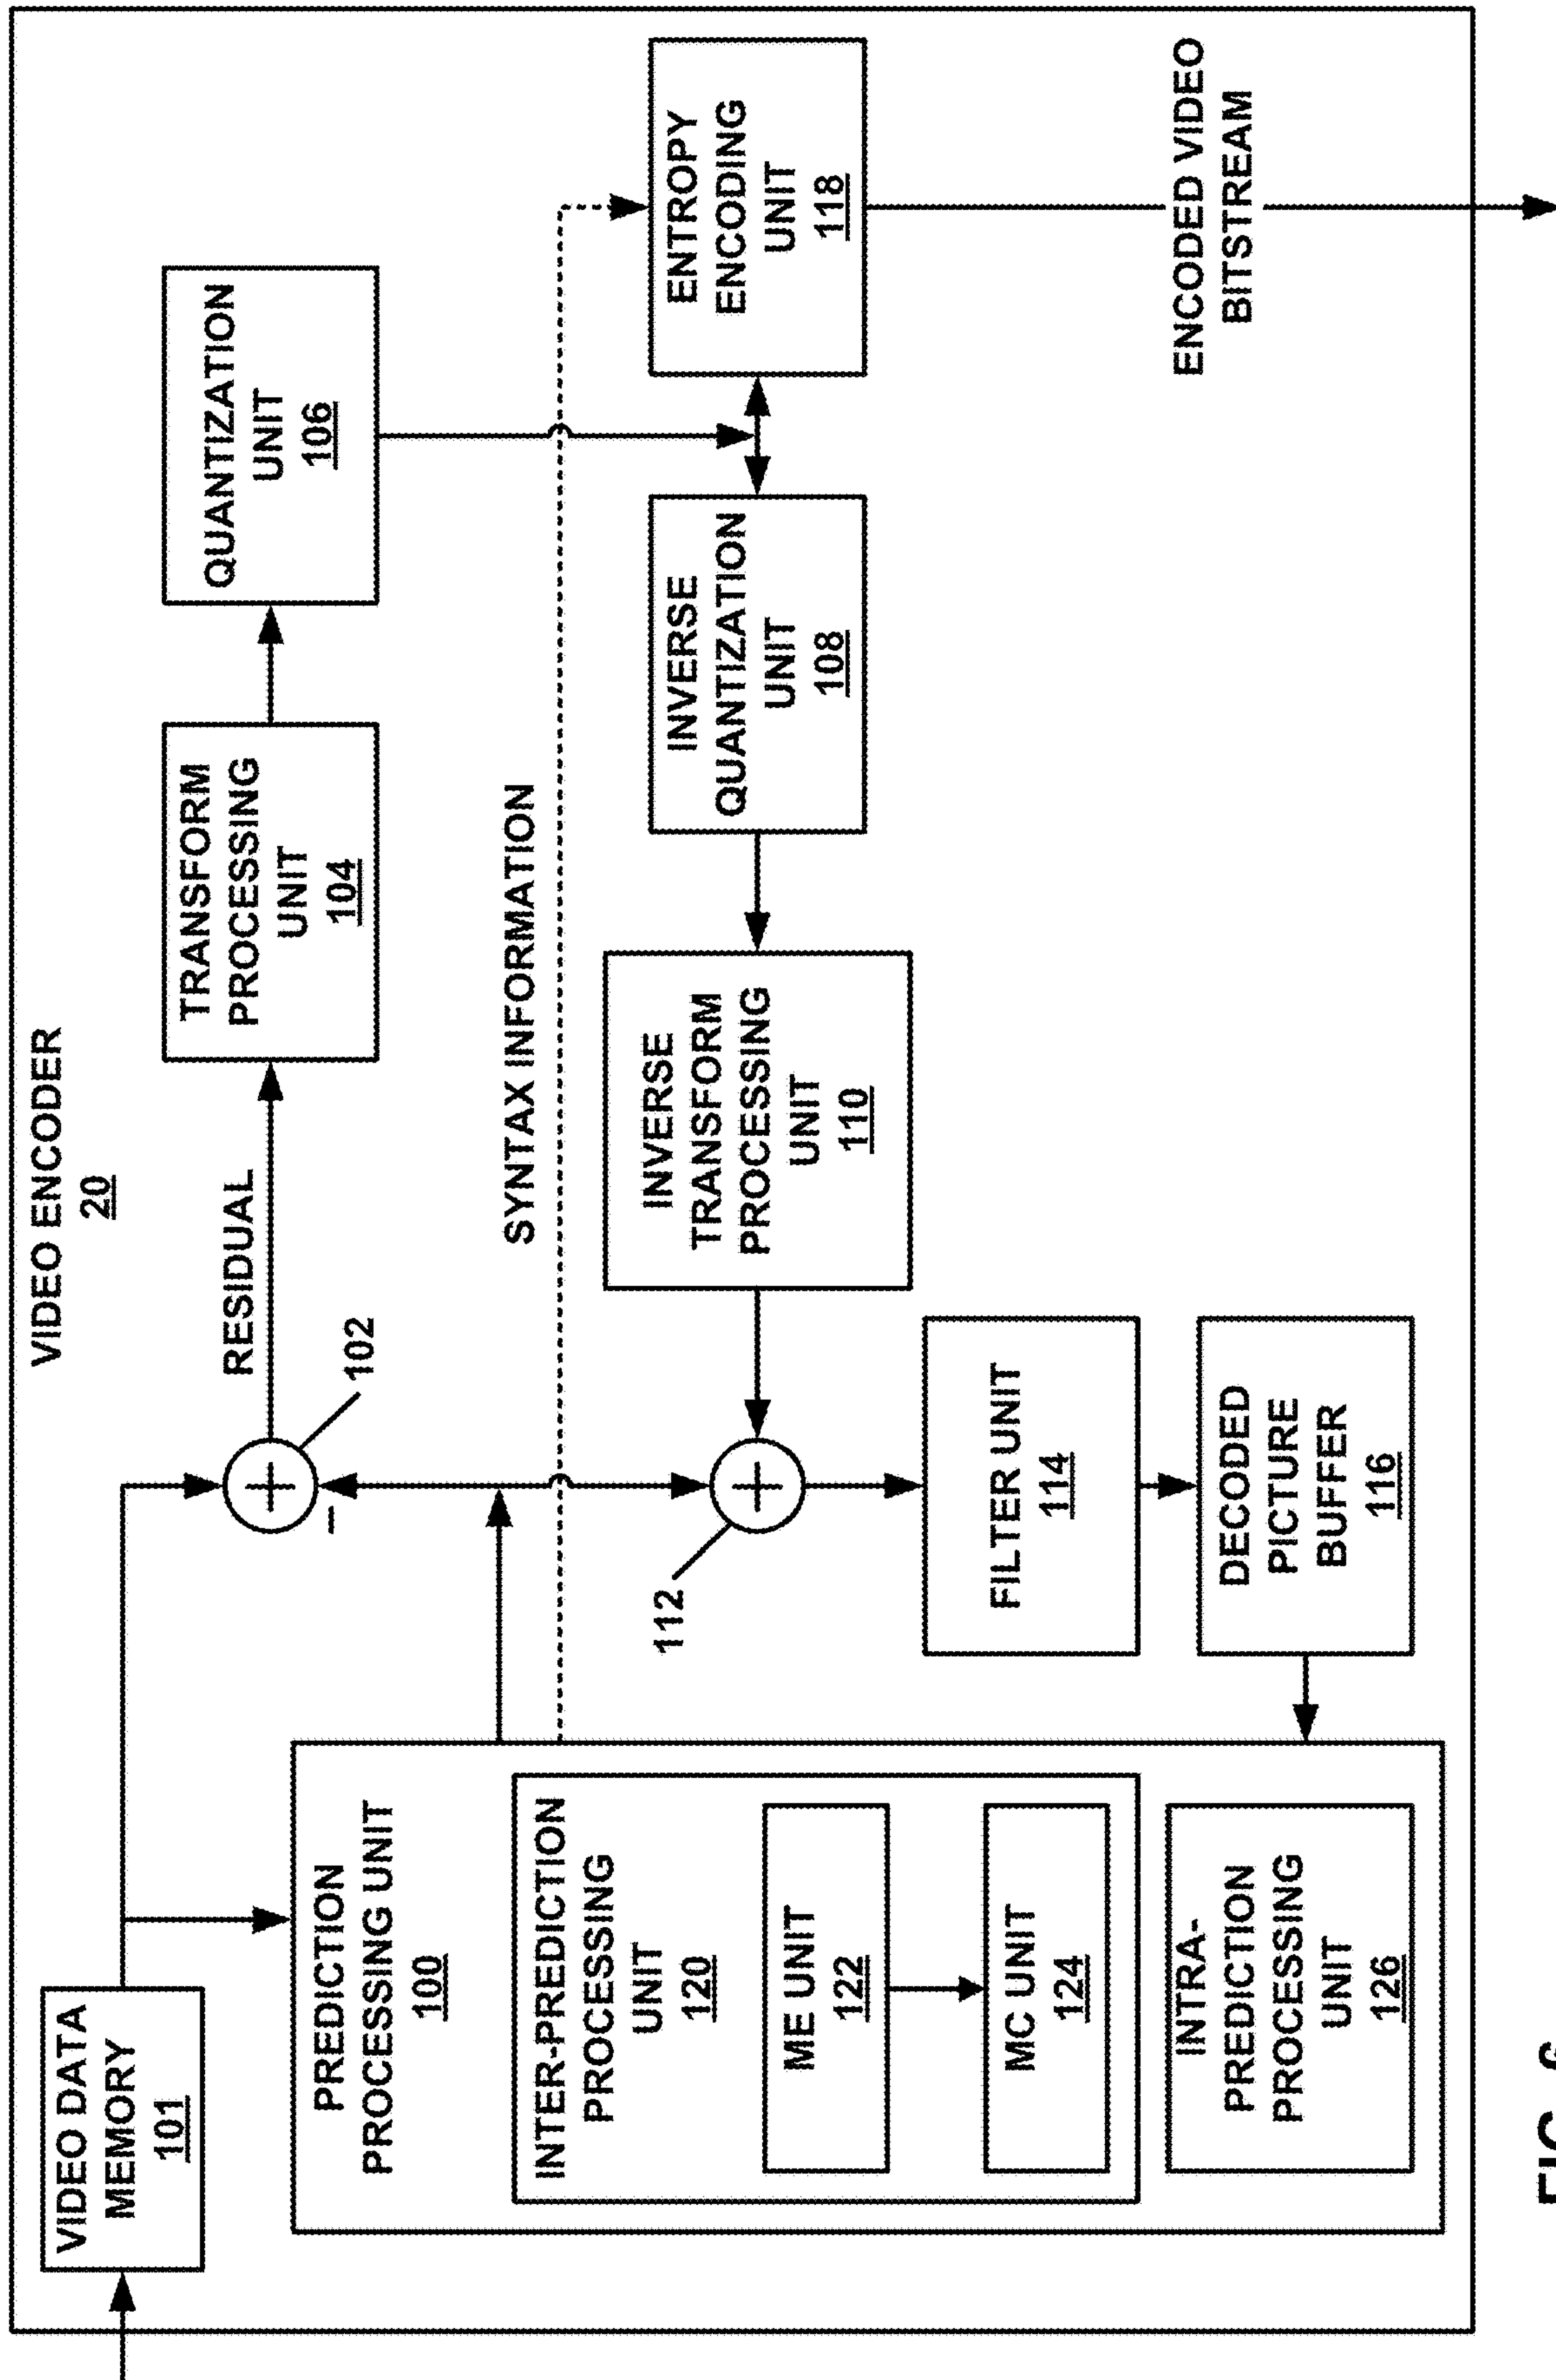 VIDEO ENCODER
20
VIDEO DATA
MEMORY
101
PREDICTION
PROCESSING UNIT
100
INTER-PREDICTION
PROCESSING
UNIT
120
ME UNIT
122
MC UNIT
124
INTRA-
PREDICTION
PROCESSING
UNIT
126
102
–
RESIDUAL
TRANSFORM
PROCESSING
UNIT
104
QUANTIZATION
UNIT
106
SYNTAX INFORMATION
112
INVERSE
TRANSFORM
PROCESSING
UNIT
110
INVERSE
QUANTIZATION
UNIT
108
ENTROPY
ENCODING
UNIT
118
FILTER UNIT
114
DECODED
PICTURE
BUFFER
116
ENCODED VIDEO
BITSTREAM